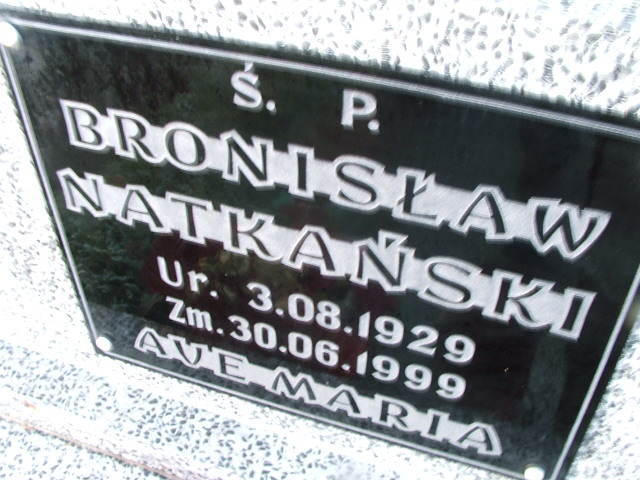 Ś. P.
BRONISŁAW
NATKAŃSKI
Ur. 3.08.1929
Zm. 30.06.1999
AVE MARIA